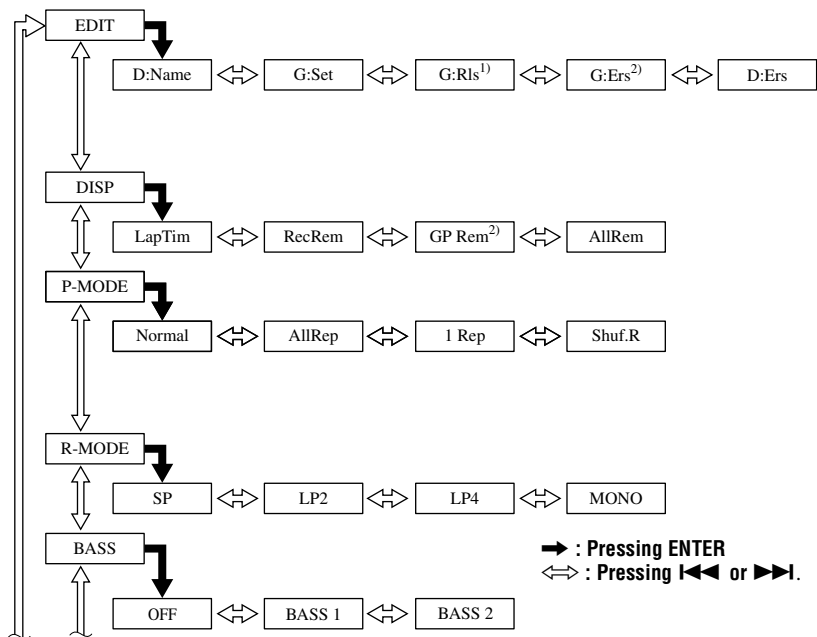 EDIT
D:Name G:Set G:Rls1) G:Ers2) D:Ers
DISP
LapTim RecRem GP Rem2) AllRem
P-MODE
Normal AllRep 1 Rep Shuf.R
R-MODE
SP LP2 LP4 MONO
BASS
: Pressing ENTER
: Pressing or .
OFF BASS 1 BASS 2